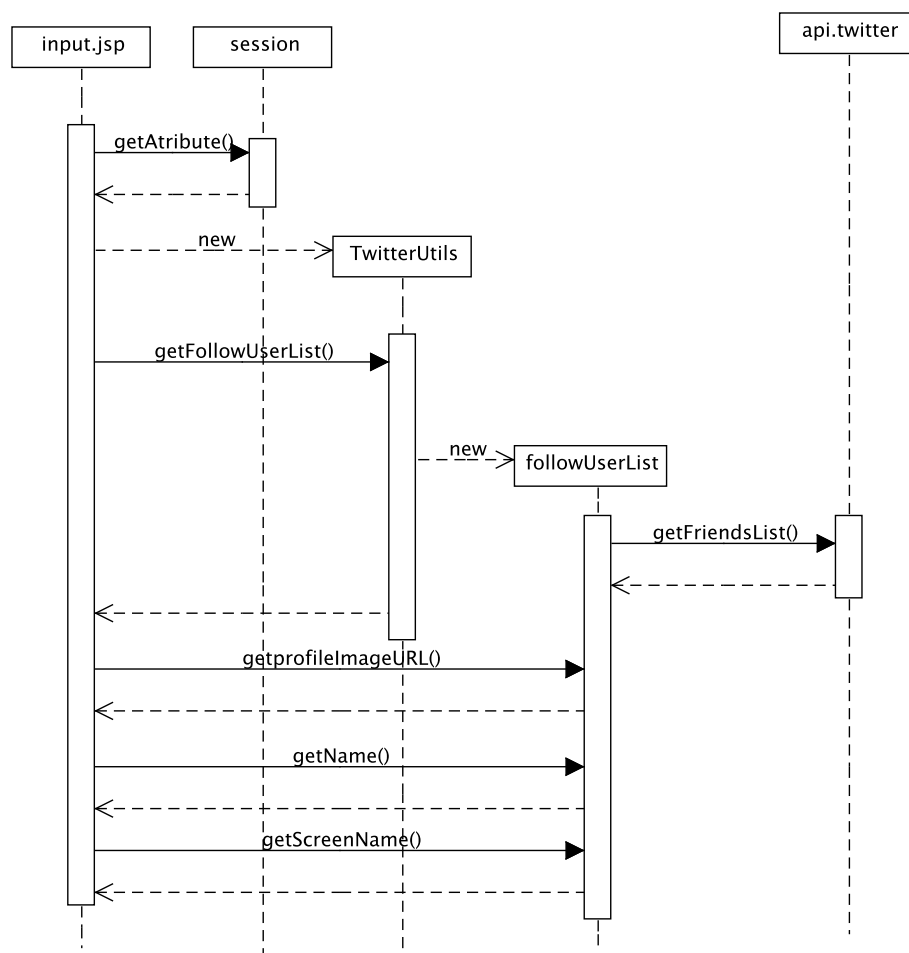 input.jsp
session
api.twitter
getAtribute()
new
TwitterUtils
getFollowUserList()
new
followUserList
getFriendsList()
getprofileImageURL()
getName()
getScreenName()